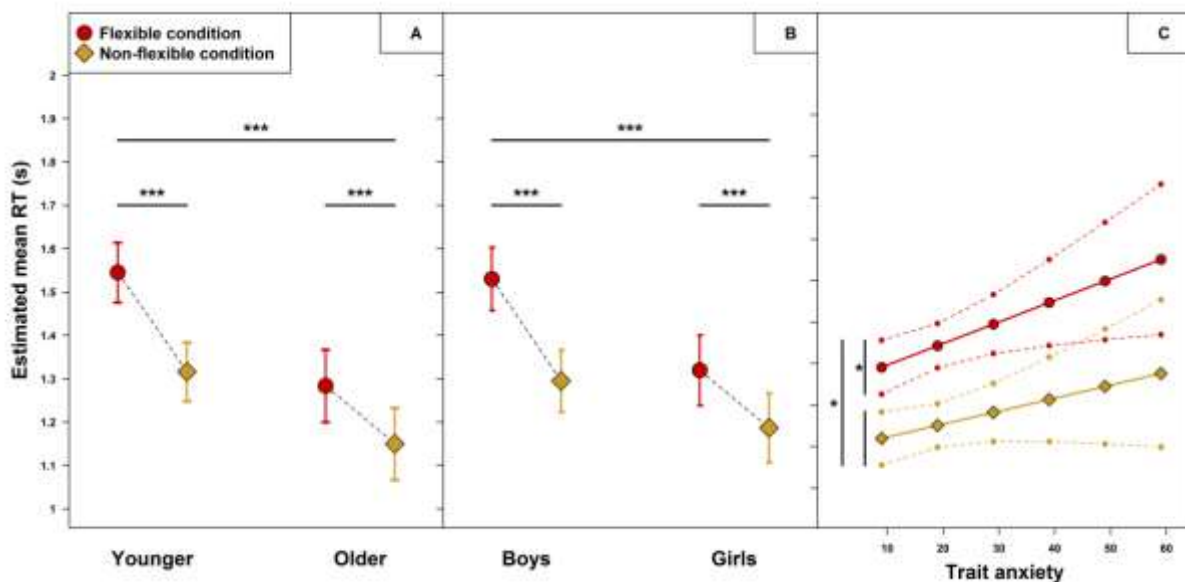 Flexible condition
Non-flexible condition
A
B
C
Estimated mean RT (s)
2
1.9
1.8
1.7
1.6
1.5
1.4
1.3
1.2
1.1
1
***
***
***
***
***
***
*
*
Younger
Older
Boys
Girls
10
20
30
40
50
60
Trait anxiety